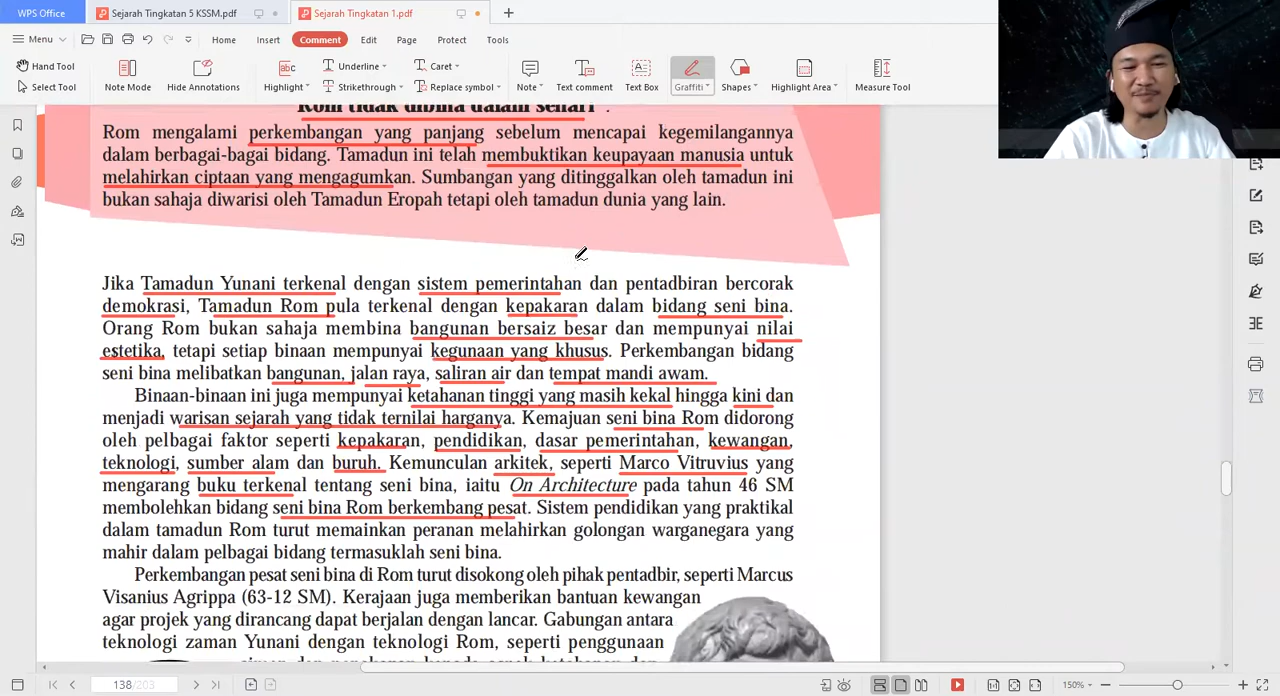 WPS Office
Sejarah Tingkatan 5 KSSM.pdf
Sejarah Tingkatan 1.pdf
Menu
Home
Insert
Comment
Edit
Page
Protect
Tools
Hand Tool
Select Tool
Note Mode
Hide Annotations
Highlight
Underline
Strikethrough
Caret
Replace symbol
Note
Text comment
Text Box
Graffiti
Shapes
Highlight Area
Measure Tool
Rom tidak dibina dalam sehari".
Rom mengalami perkembangan yang panjang sebelum mencapai kegemilangannya
dalam berbagai-bagai bidang. Tamadun ini telah membuktikan keupayaan manusia untuk
melahirkan ciptaan yang mengagumkan. Sumbangan yang ditinggalkan oleh tamadun ini
bukan sahaja diwarisi oleh Tamadun Eropah tetapi oleh tamadun dunia yang lain.
Jika Tamadun Yunani terkenal dengan sistem pemerintahan dan pentadbiran bercorak
demokrasi, Tamadun Rom pula terkenal dengan kepakaran dalam bidang seni bina.
Orang Rom bukan sahaja membina bangunan bersaiz besar dan mempunyai nilai
estetika, tetapi setiap binaan mempunyai kegunaan yang khusus. Perkembangan bidang
seni bina melibatkan bangunan, jalan raya, saliran air dan tempat mandi awam.
Binaan-binaan ini juga mempunyai ketahanan tinggi yang masih kekal hingga kini dan
menjadi warisan sejarah yang tidak ternilai harganya. Kemajuan seni bina Rom didorong
oleh pelbagai faktor seperti kepakaran, pendidikan, dasar pemerintahan, kewangan,
teknologi, sumber alam dan buruh. Kemunculan arkitek, seperti Marco Vitruvius yang
mengarang buku terkenal tentang seni bina, iaitu On Architecture pada tahun 46 SM
membolehkan bidang seni bina Rom berkembang pesat. Sistem pendidikan yang praktikal
dalam tamadun Rom turut memainkan peranan melahirkan golongan warganegara yang
mahir dalam pelbagai bidang termasuklah seni bina.
Perkembangan pesat seni bina di Rom turut disokong oleh pihak pentadbir, seperti Marcus
Visanius Agrippa (63-12 SM). Kerajaan juga memberikan bantuan kewangan
agar projek yang dirancang dapat berjalan dengan lancar. Gabungan antara
teknologi zaman Yunani dengan teknologi Rom, seperti penggunaan
138/203
150%